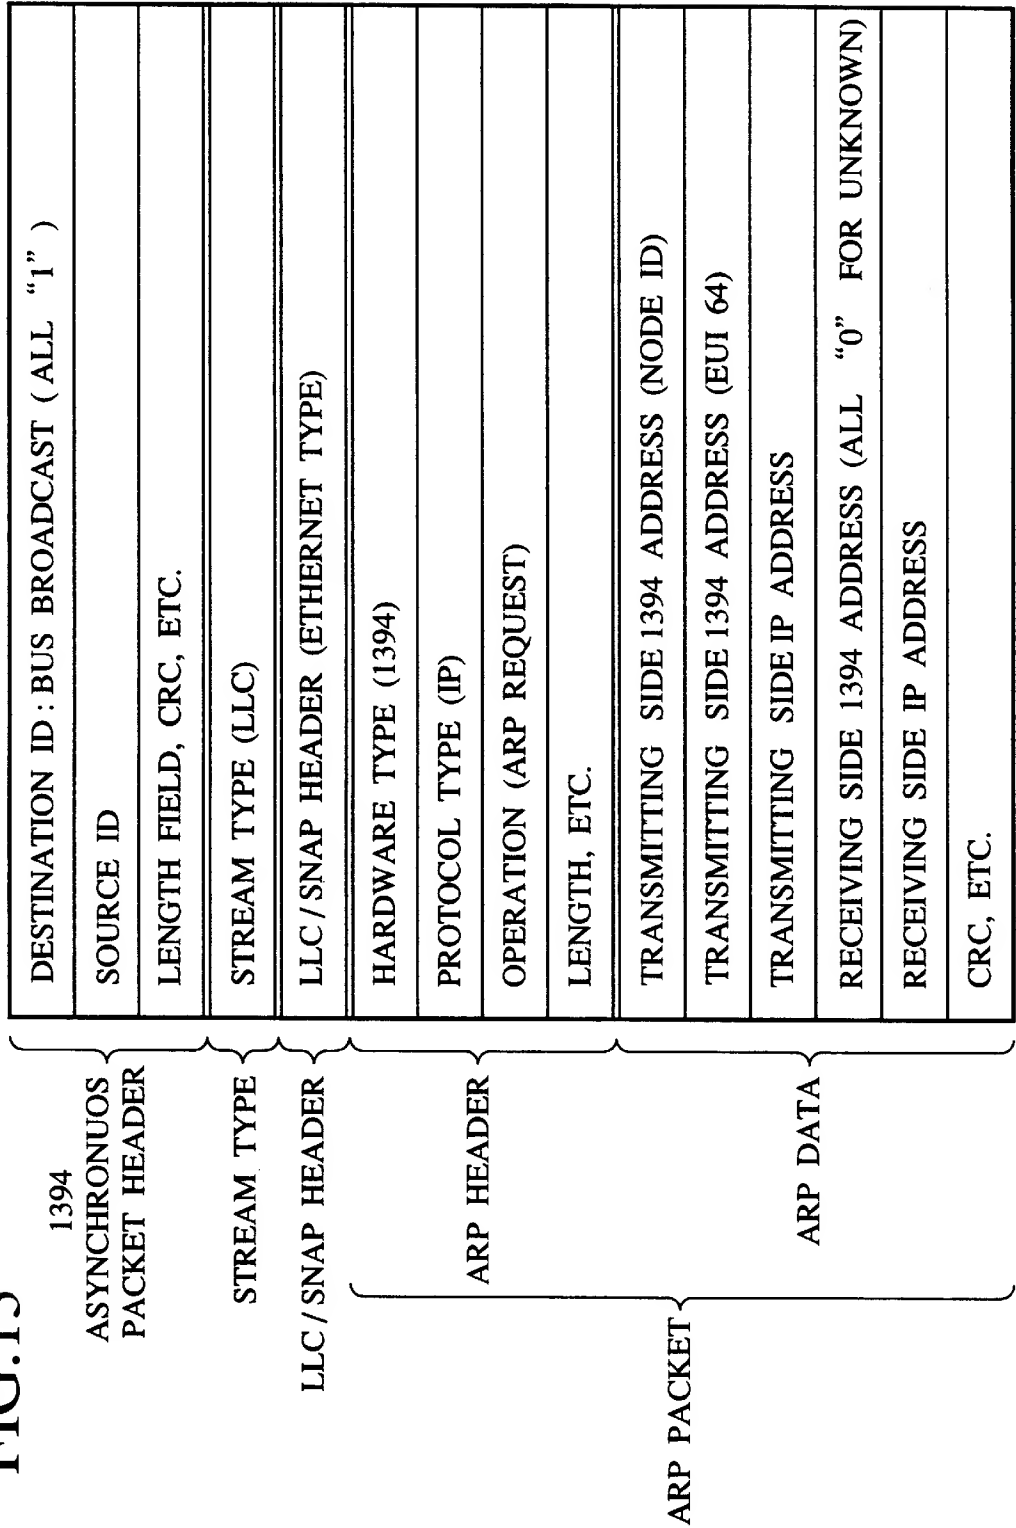 FIG.15
DESTINATION ID : BUS BROADCAST ( ALL "1" )
SOURCE ID
LENGTH FIELD, CRC, ETC.
STREAM TYPE (LLC)
LLC / SNAP HEADER (ETHERNET TYPE)
HARDWARE TYPE (1394)
PROTOCOL TYPE (IP)
OPERATION (ARP REQUEST)
LENGTH, ETC.
TRANSMITTING SIDE 1394 ADDRESS (NODE ID)
TRANSMITTING SIDE 1394 ADDRESS (EUI 64)
TRANSMITTING SIDE IP ADDRESS
RECEIVING SIDE 1394 ADDRESS (ALL "0" FOR UNKNOWN)
RECEIVING SIDE IP ADDRESS
CRC, ETC.
1394
ASYNCHRONUOS
PACKET HEADER
STREAM TYPE
LLC / SNAP HEADER
ARP HEADER
ARP DATA
ARP PACKET